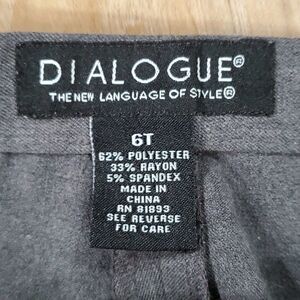 DIALOGUE®
THE NEW LANGUAGE OF STYLE®
6T
62% POLYESTER
33% RAYON
5% SPANDEX
MADE IN
CHINA
RN 81893
SEE REVERSE
FOR CARE